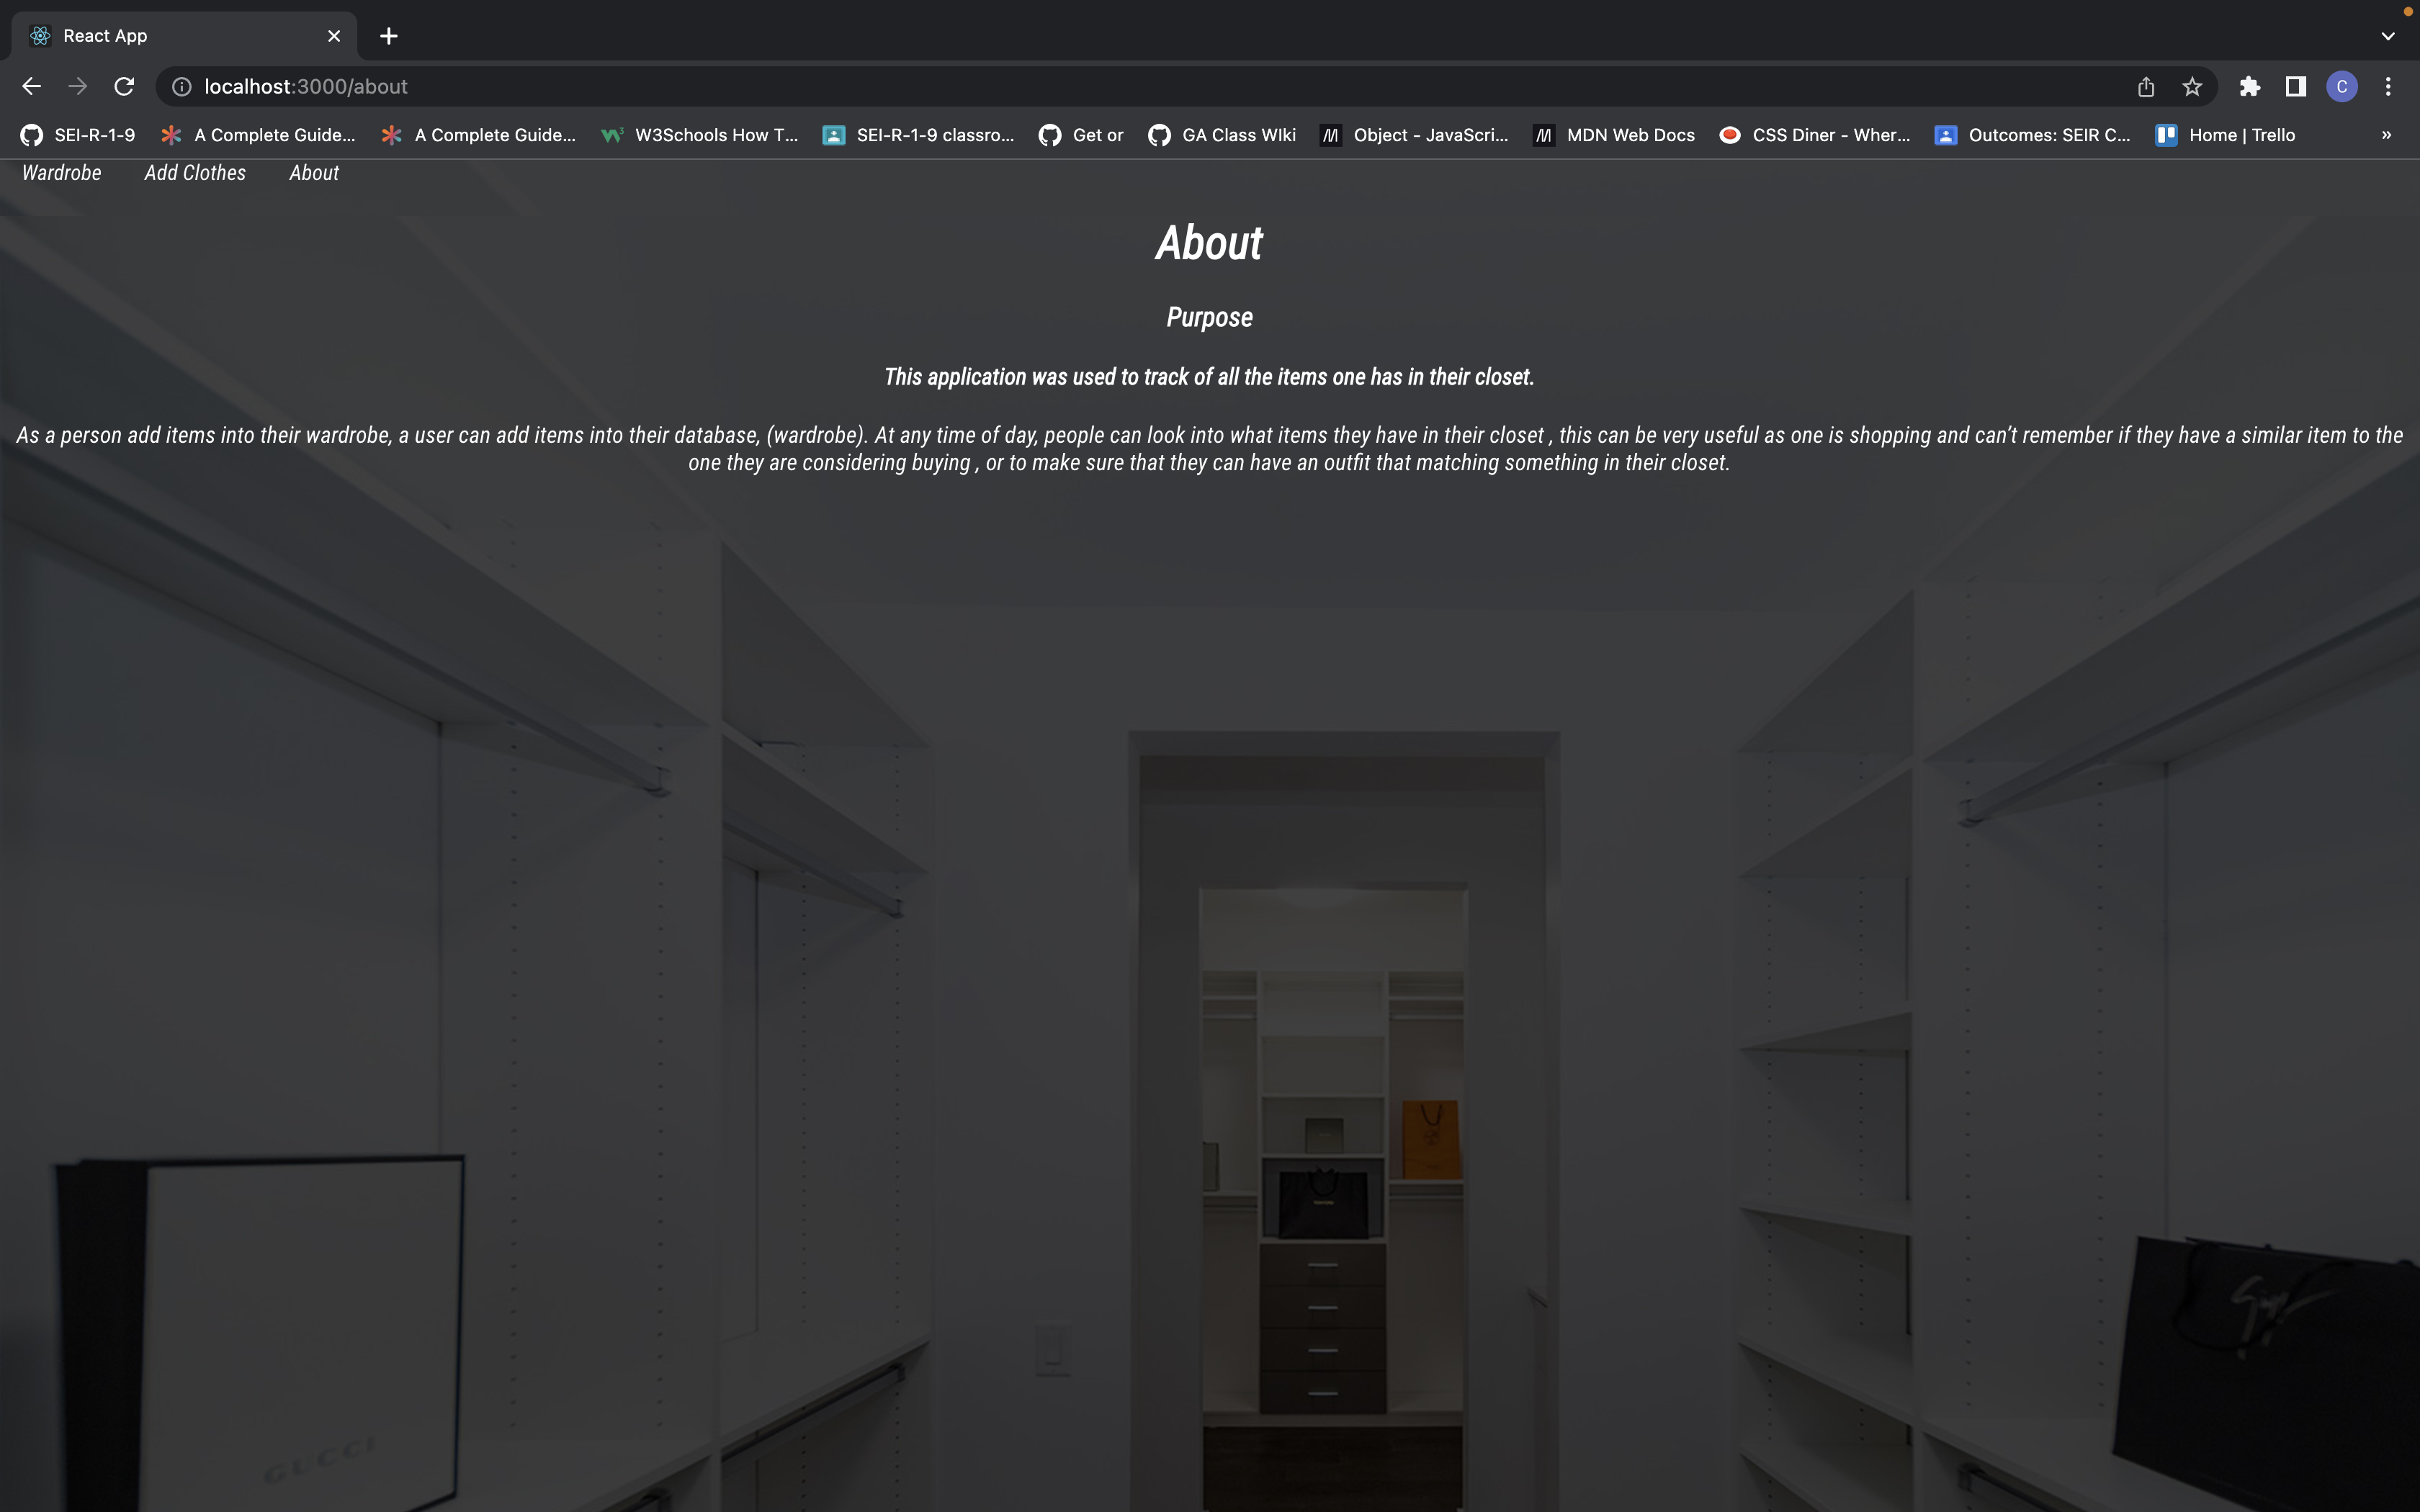 React App
localhost:3000/about
C
SEI-R-1-9 A Complete Guide... A Complete Guide... W3Schools How T... SEI-R-1-9 classro... Get or GA Class WIki Object - JavaScri... MDN Web Docs CSS Diner - Wher... Outcomes: SEIR C... Home | Trello »
Wardrobe Add Clothes About
About
Purpose
This application was used to track of all the items one has in their closet.
As a person add items into their wardrobe, a user can add items into their database, (wardrobe). At any time of day, people can look into what items they have in their closet , this can be very useful as one is shopping and can’t remember if they have a similar item to the
one they are considering buying , or to make sure that they can have an outfit that matching something in their closet.
GUCCI